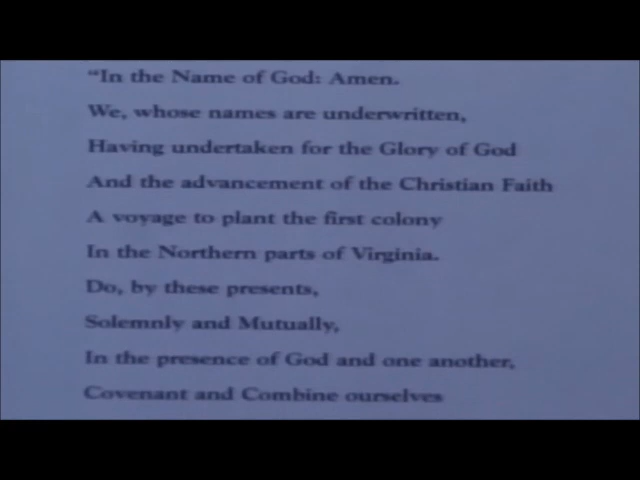 “In the Name of God: Amen.
We, whose names are underwritten,
Having undertaken for the Glory of God
And the advancement of the Christian Faith
A voyage to plant the first colony
In the Northern parts of Virginia.
Do, by these presents,
Solemnly and Mutually,
In the presence of God and one another,
Covenant and Combine ourselves